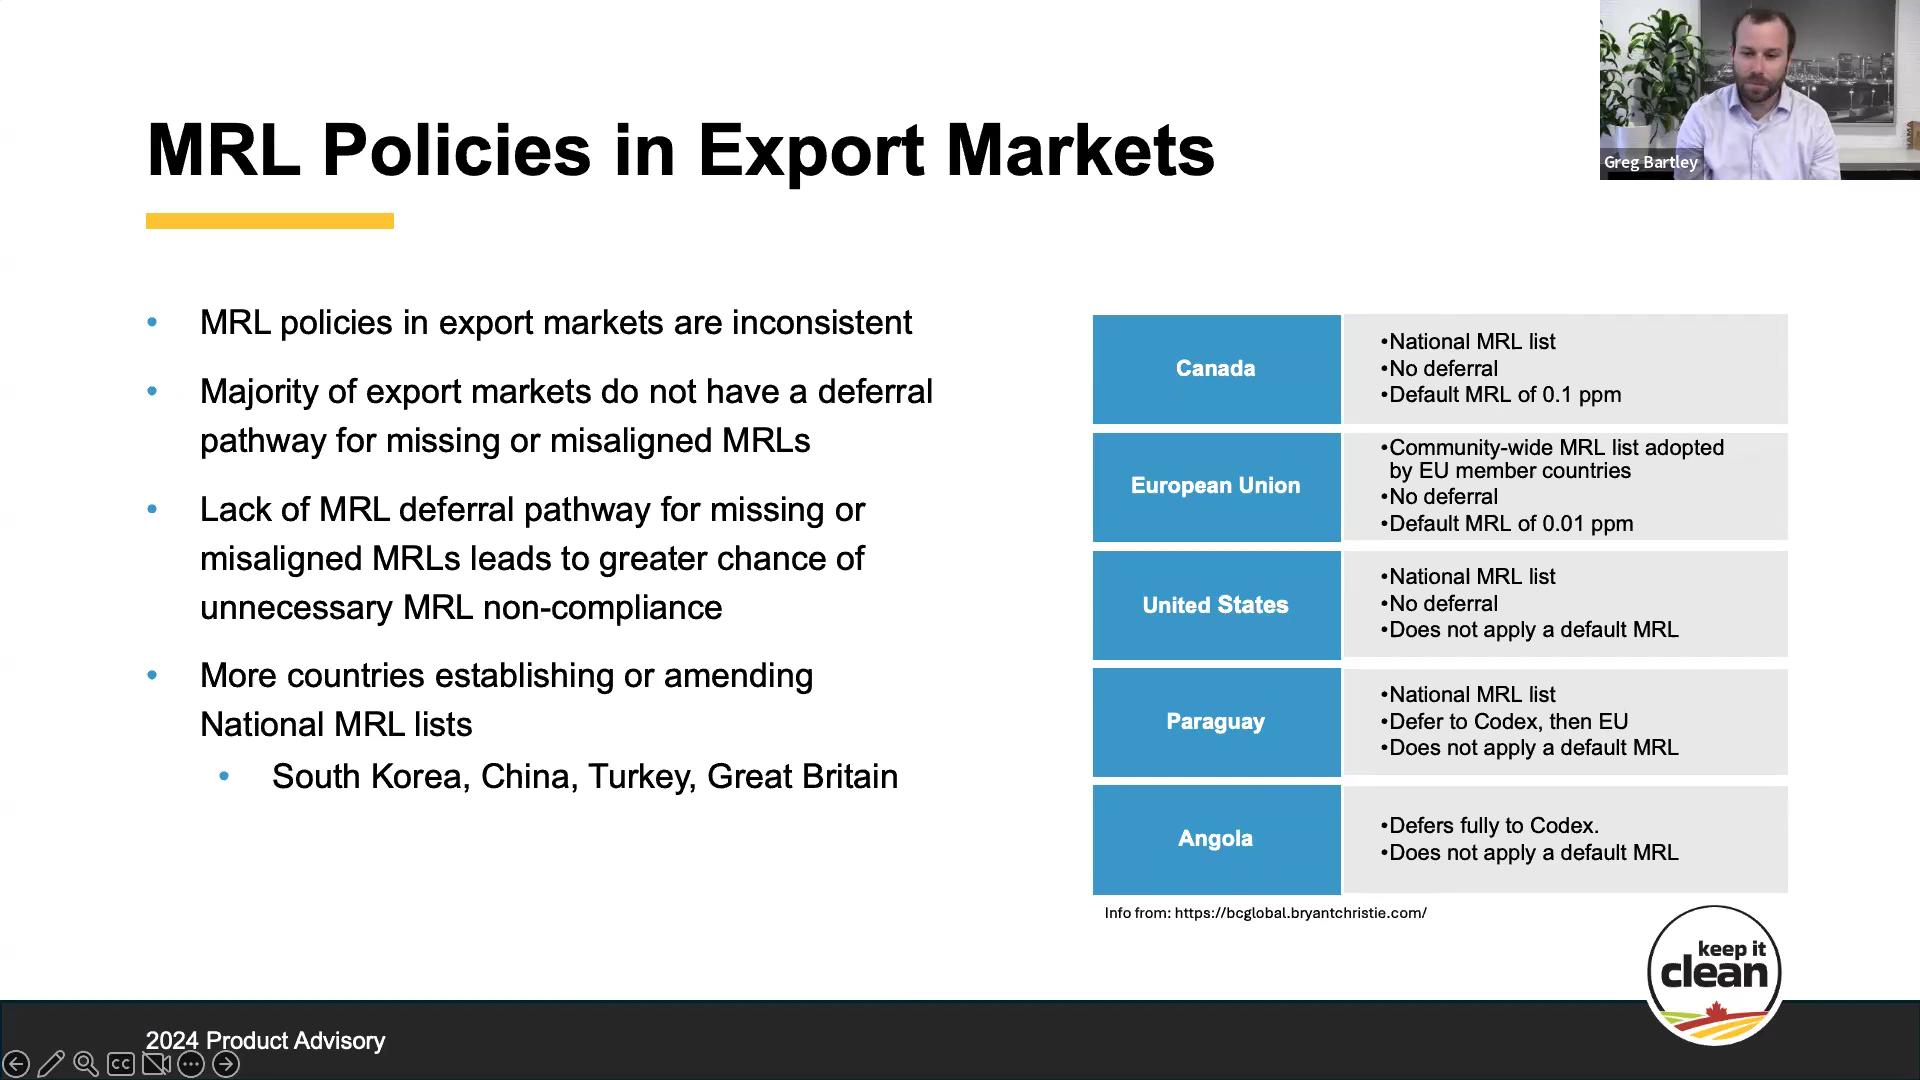 MRL Policies in Export Markets
Greg Bartley
• MRL policies in export markets are inconsistent
• Majority of export markets do not have a deferral
pathway for missing or misaligned MRLs
• Lack of MRL deferral pathway for missing or
misaligned MRLs leads to greater chance of
unnecessary MRL non-compliance
• More countries establishing or amending
National MRL lists
• South Korea, China, Turkey, Great Britain
Canada
•National MRL list
•No deferral
•Default MRL of 0.1 ppm
European Union
•Community-wide MRL list adopted
by EU member countries
•No deferral
•Default MRL of 0.01 ppm
United States
•National MRL list
•No deferral
•Does not apply a default MRL
Paraguay
•National MRL list
•Defer to Codex, then EU
•Does not apply a default MRL
Angola
•Defers fully to Codex.
•Does not apply a default MRL
Info from: https://bcglobal.bryantchristie.com/
keep it
clean
2024 Product Advisory
CC